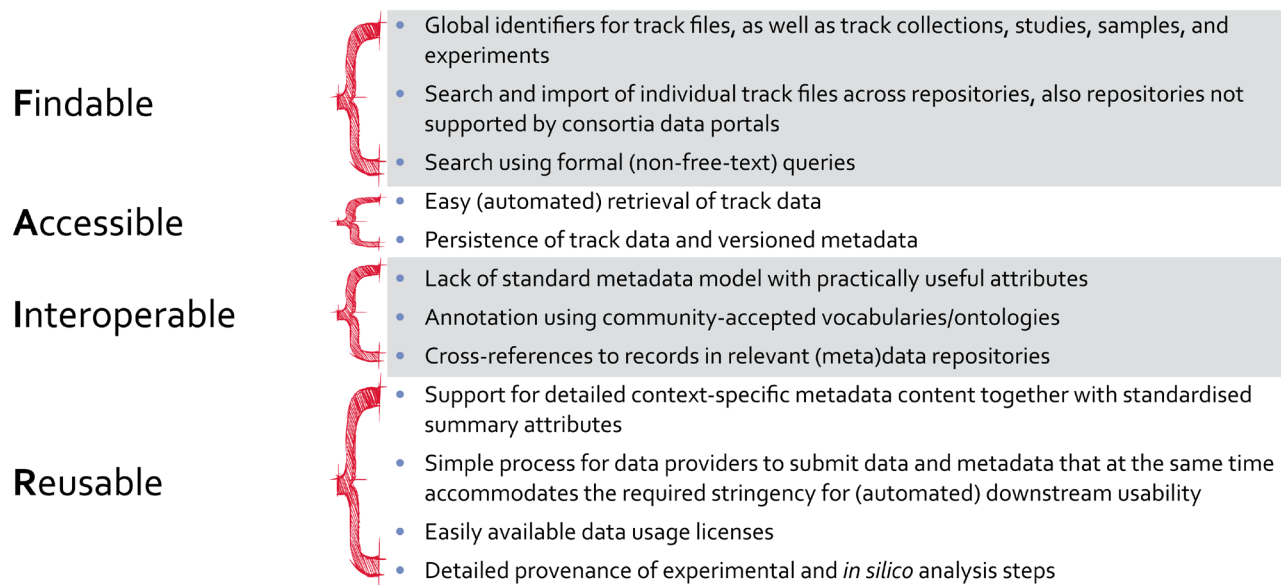 Findable
• Global identifiers for track files, as well as track collections, studies, samples, and
experiments
• Search and import of individual track files across repositories, also repositories not
supported by consortia data portals
• Search using formal (non-free-text) queries
Accessible
• Easy (automated) retrieval of track data
• Persistence of track data and versioned metadata
Interoperable
• Lack of standard metadata model with practically useful attributes
• Annotation using community-accepted vocabularies/ontologies
• Cross-references to records in relevant (meta)data repositories
Reusable
• Support for detailed context-specific metadata content together with standardised
summary attributes
• Simple process for data providers to submit data and metadata that at the same time
accommodates the required stringency for (automated) downstream usability
• Easily available data usage licenses
• Detailed provenance of experimental and in silico analysis steps